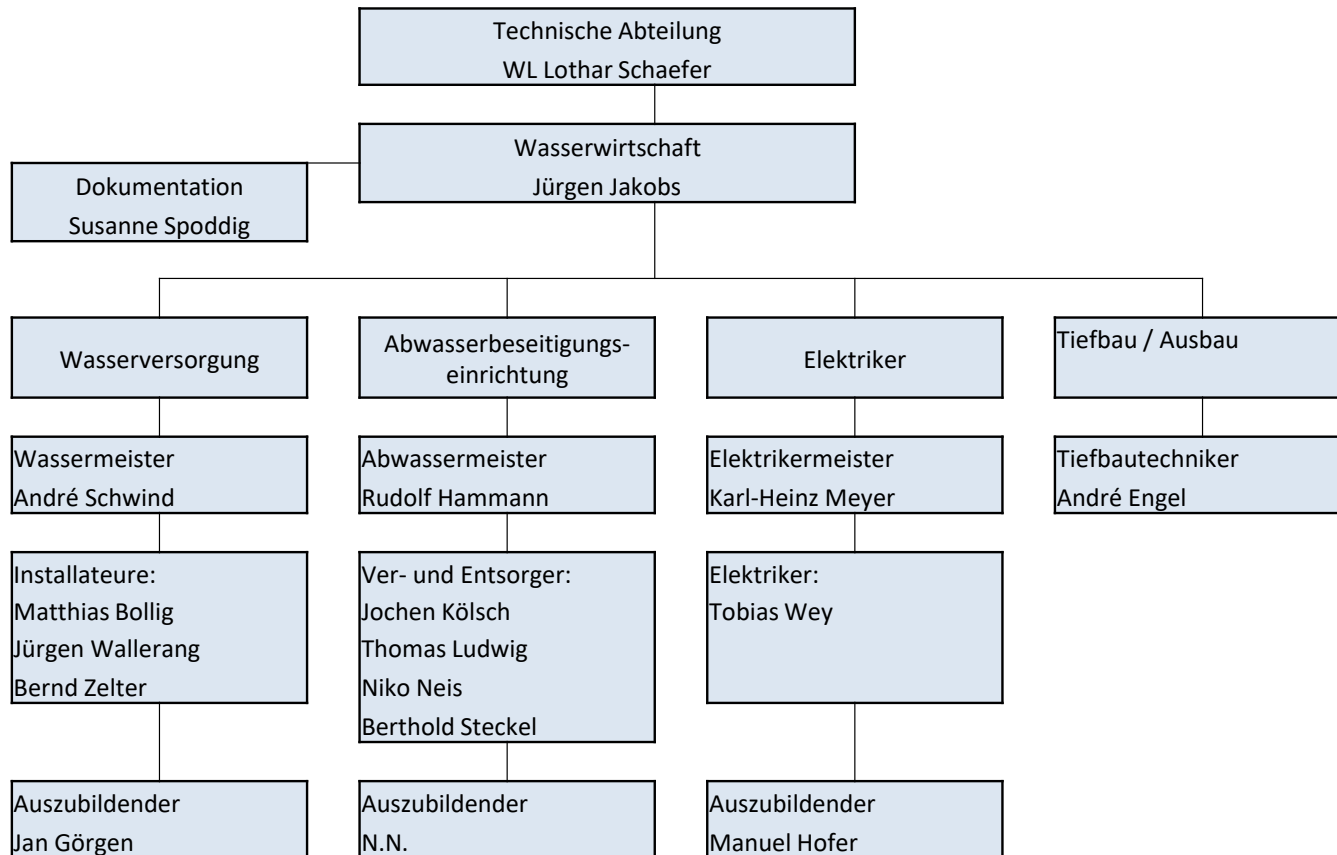 Technische Abteilung
WL Lothar Schaefer
Wasserwirtschaft
Jürgen Jakobs
Dokumentation
Susanne Spoddig
Wasserversorgung
Abwasserbeseitigungs-
einrichtung
Elektriker
Tiefbau / Ausbau
Wassermeister
André Schwind
Abwassermeister
Rudolf Hammann
Elektrikermeister
Karl-Heinz Meyer
Tiefbautechniker
André Engel
Installateure:
Matthias Bollig
Jürgen Wallerang
Bernd Zelter
Ver- und Entsorger:
Jochen Kölsch
Thomas Ludwig
Niko Neis
Berthold Steckel
Elektriker:
Tobias Wey
Auszubildender
Jan Görgen
Auszubildender
N.N.
Auszubildender
Manuel Hofer